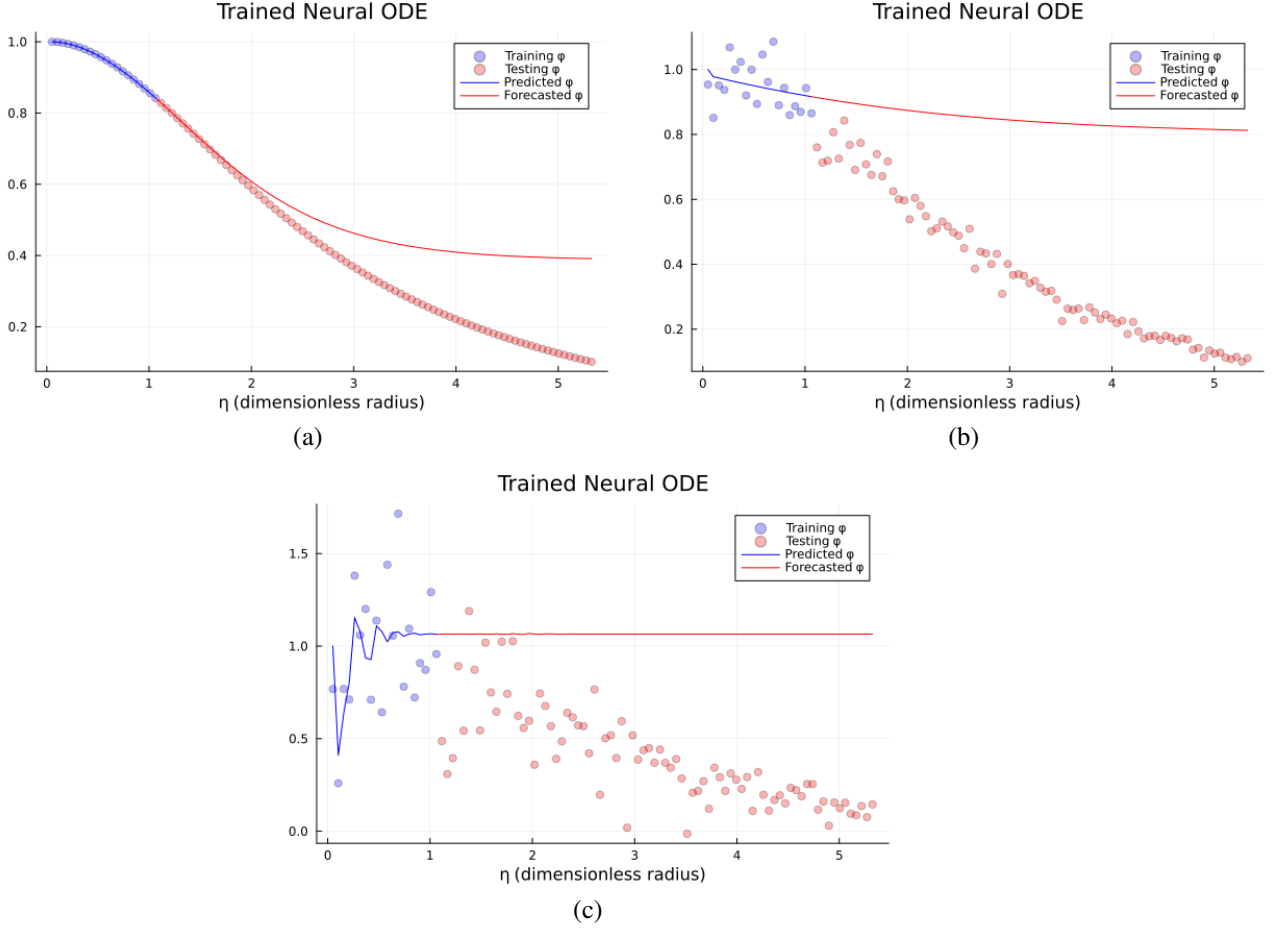 Trained Neural ODE
1.0
0.8
0.6
0.4
0.2
0
1
2
3
4
5
η (dimensionless radius)
Training φ
Testing φ
Predicted φ
Forecasted φ
(a)
Trained Neural ODE
1.0
0.8
0.6
0.4
0.2
0
1
2
3
4
5
η (dimensionless radius)
Training φ
Testing φ
Predicted φ
Forecasted φ
(b)
Trained Neural ODE
1.5
1.0
0.5
0.0
0
1
2
3
4
5
η (dimensionless radius)
Training φ
Testing φ
Predicted φ
Forecasted φ
(c)